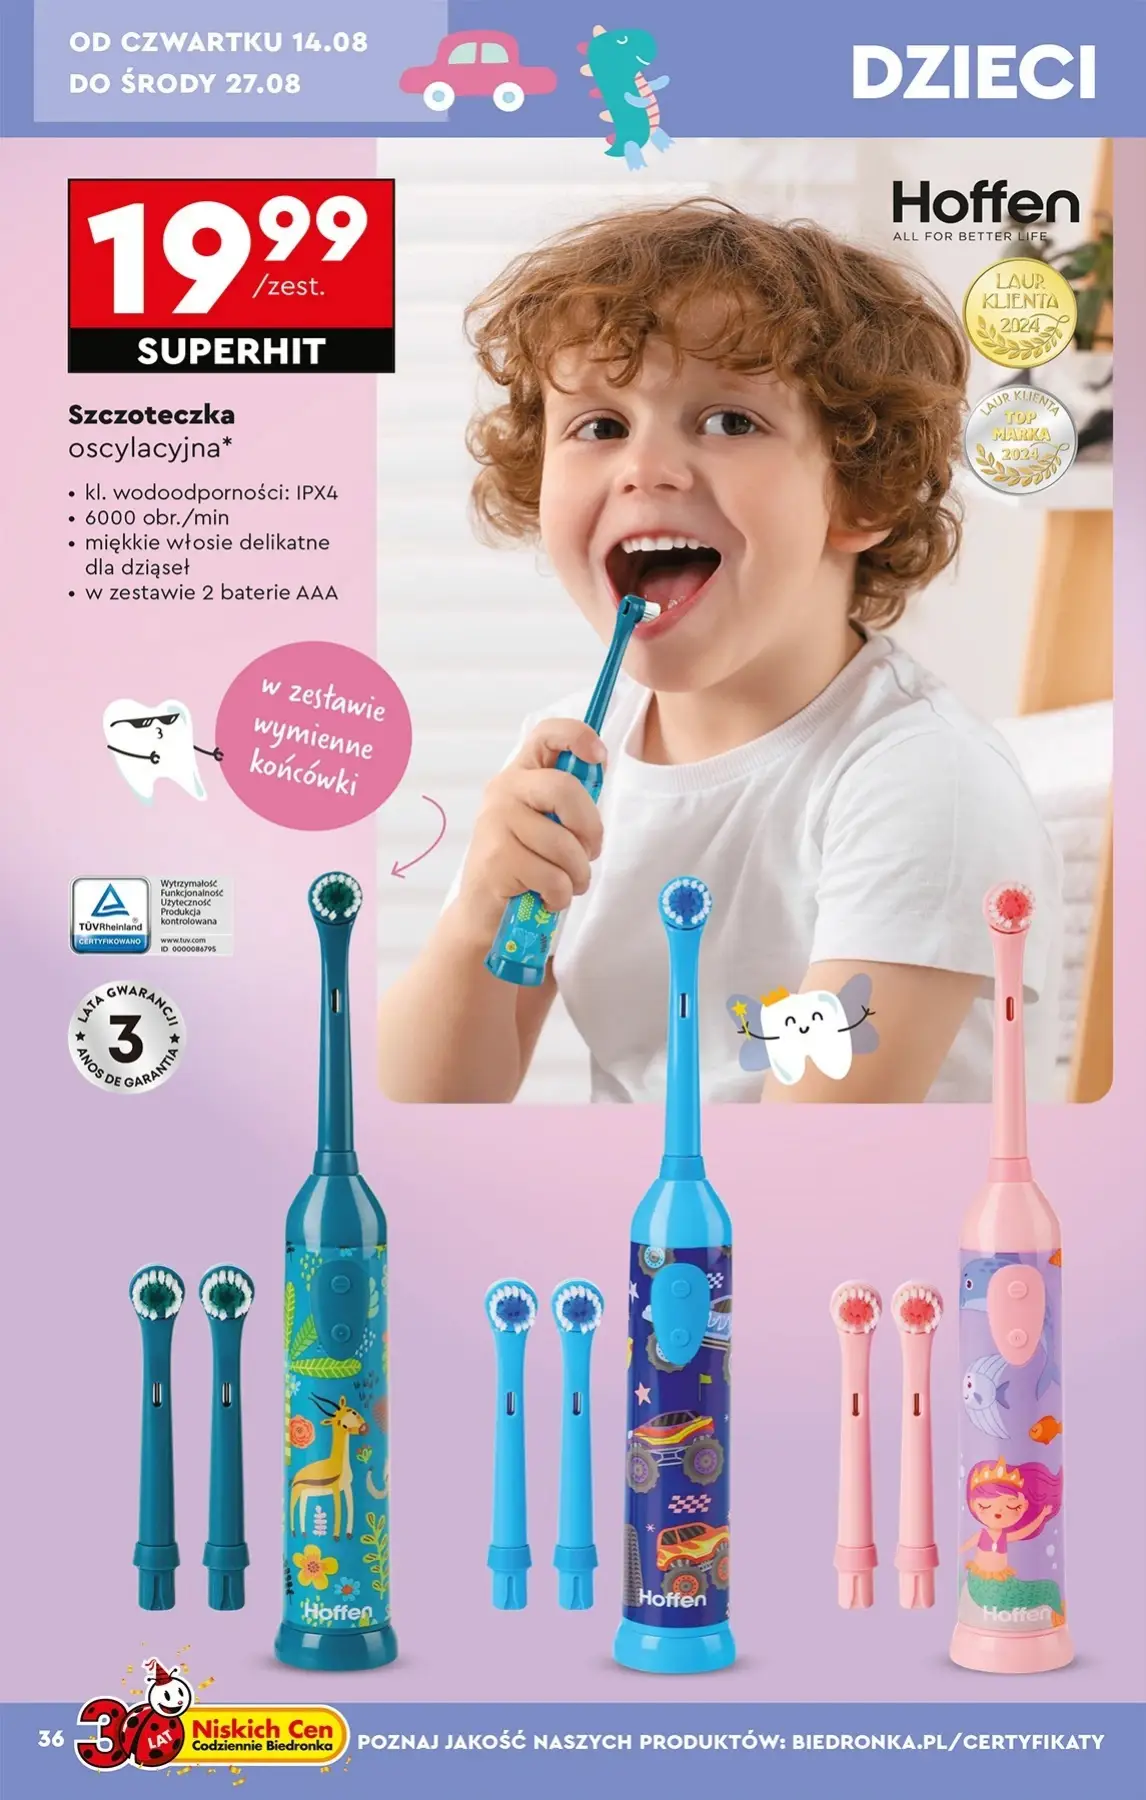 OD CZWARTKU 14.08
DO ŚRODY 27.08
DZIECI
19 99
/zest.
SUPERHIT
Hoffen
ALL FOR BETTER LIFE
LAUR
KLIENTA
2024
LAUR KLIENTA
TOP
MARKA
2024
Szczoteczka
oscylacyjna*
• kl. wodoodporności: IPX4
• 6000 obr./min
• miękkie włosie delikatne
dla dziąseł
• w zestawie 2 baterie AAA
w zestawie
wymienne
końcówki
TÜVRheinland®
CERTYFIKOWANO
Wytrzymałość
Funkcjonalność
Użyteczność
Produkcja
kontrolowana
www.tuv.com
ID 0000086795
LATA GWARANCJI
3
ANOS DE GARANTIA
Hoffen
Hoffen
Hoffen
36
30 LAT
Niskich Cen
Codziennie Biedronka
POZNAJ JAKOŚĆ NASZYCH PRODUKTÓW: BIEDRONKA.PL/CERTYFIKATY